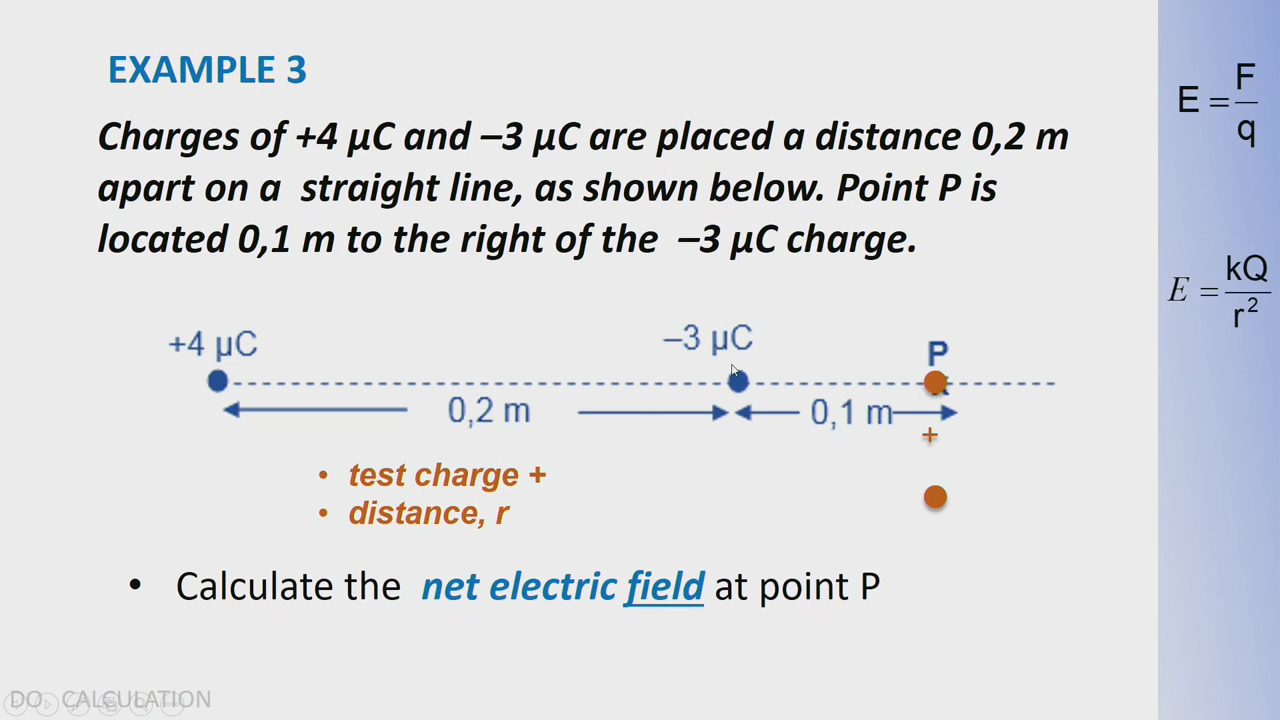 EXAMPLE 3
Charges of +4 µC and –3 µC are placed a distance 0,2 m
apart on a straight line, as shown below. Point P is
located 0,1 m to the right of the –3 µC charge.
+4 µC
–3 µC
P
0,2 m
0,1 m
+
• test charge +
• distance, r
• Calculate the net electric field at point P
DO CALCULATION
E = F/q
E = kQ/r²